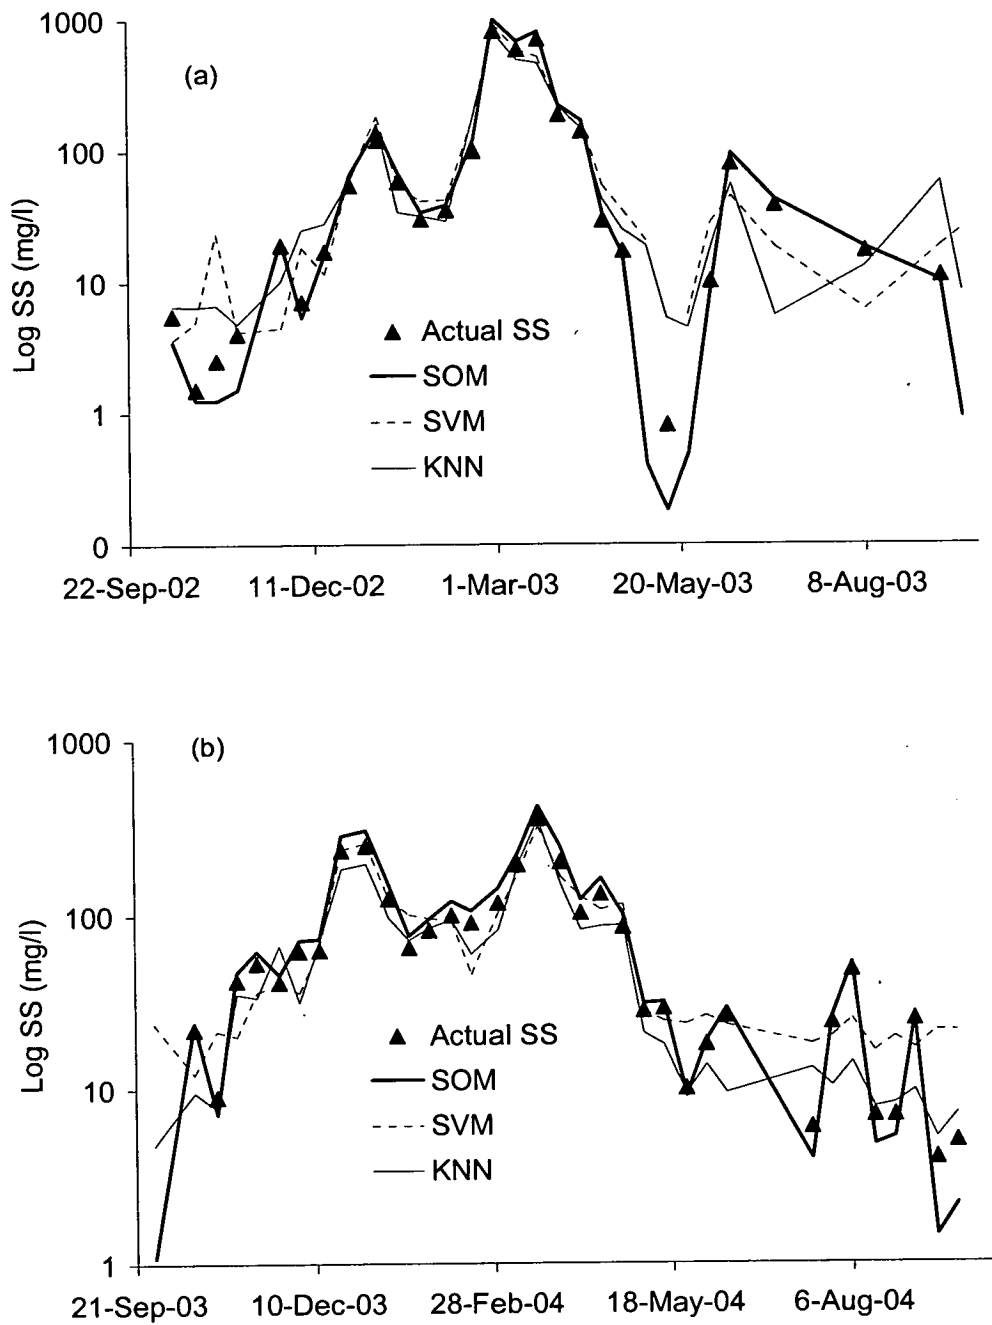 1000
(a)
100
Log SS (mg/l)
10
Actual SS
SOM
1
SVM
KNN
0
22-Sep-02 11-Dec-02 1-Mar-03 20-May-03 8-Aug-03
1000
(b)
100
Log SS (mg/l)
Actual SS
10
SOM
SVM
KNN
1
21-Sep-03 10-Dec-03 28-Feb-04 18-May-04 6-Aug-04